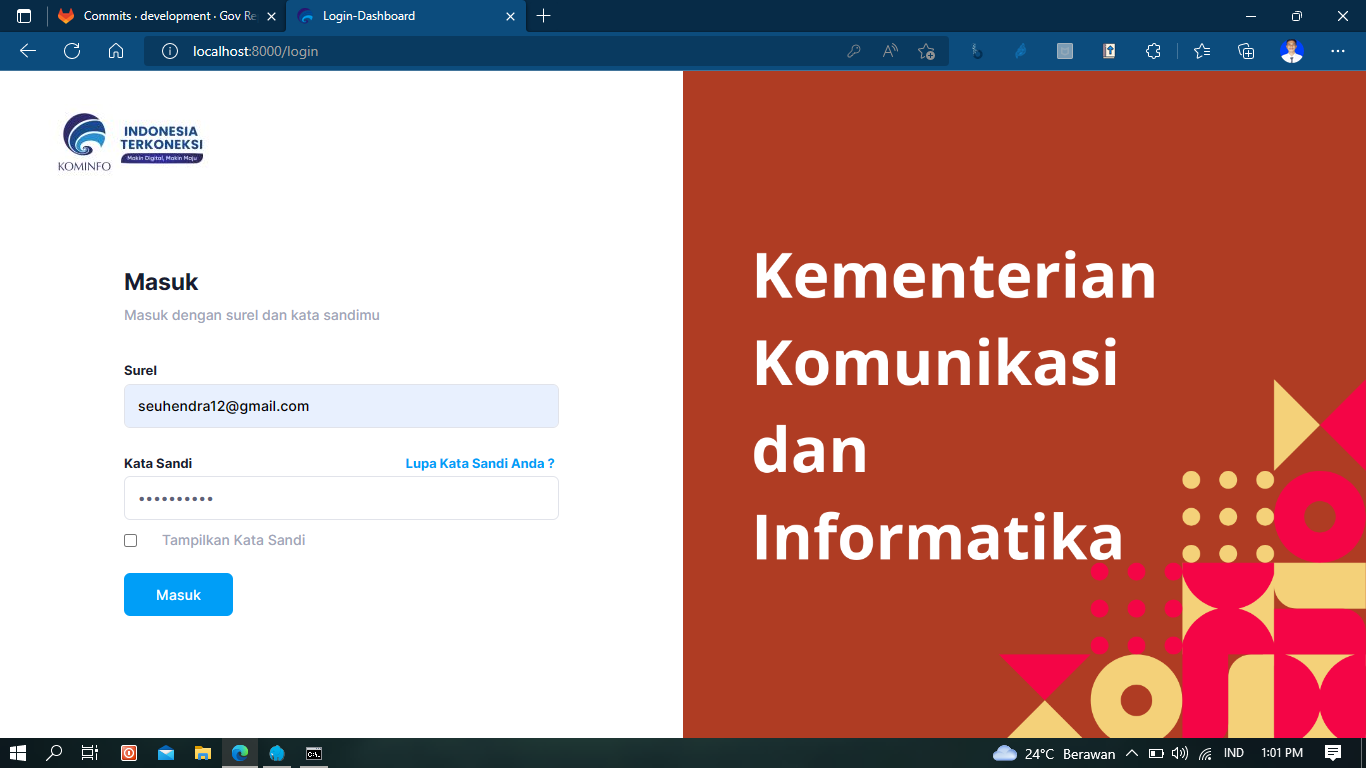 Commits · development · Gov Re
Login-Dashboard
localhost:8000/login
KOMINFO
INDONESIA
TERKONEKSI
Makin Digital, Makin Maju
Masuk
Masuk dengan surel dan kata sandimu
Surel
seuhendra12@gmail.com
Kata Sandi
Lupa Kata Sandi Anda ?
••••••••••
Tampilkan Kata Sandi
Masuk
Kementerian
Komunikasi
dan
Informatika
24°C Berawan
IND
1:01 PM